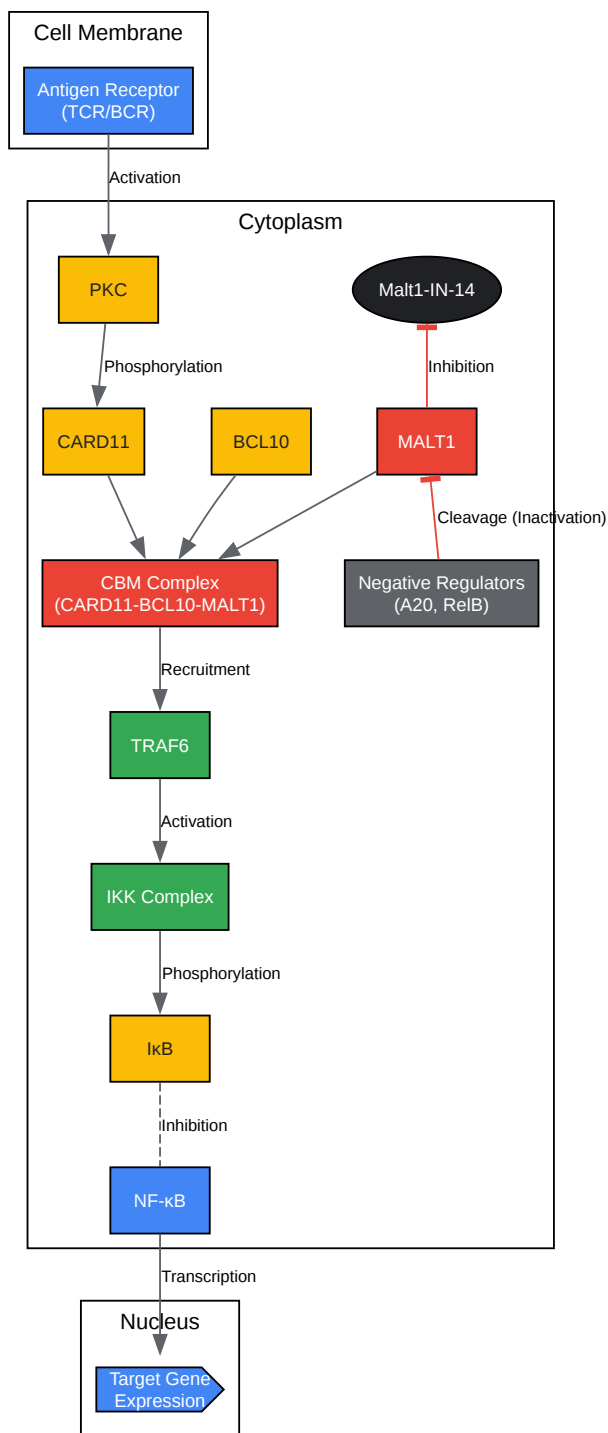 Cell Membrane
Antigen Receptor
(TCR/BCR)
Activation
Cytoplasm
PKC
Malt1-IN-14
Phosphorylation
Inhibition
CARD11
BCL10
MALT1
Cleavage (Inactivation)
CBM Complex
(CARD11-BCL10-MALT1)
Negative Regulators
(A20, RelB)
Recruitment
TRAF6
Activation
IKK Complex
Phosphorylation
IκB
Inhibition
NF-κB
Transcription
Nucleus
Target Gene
Expression